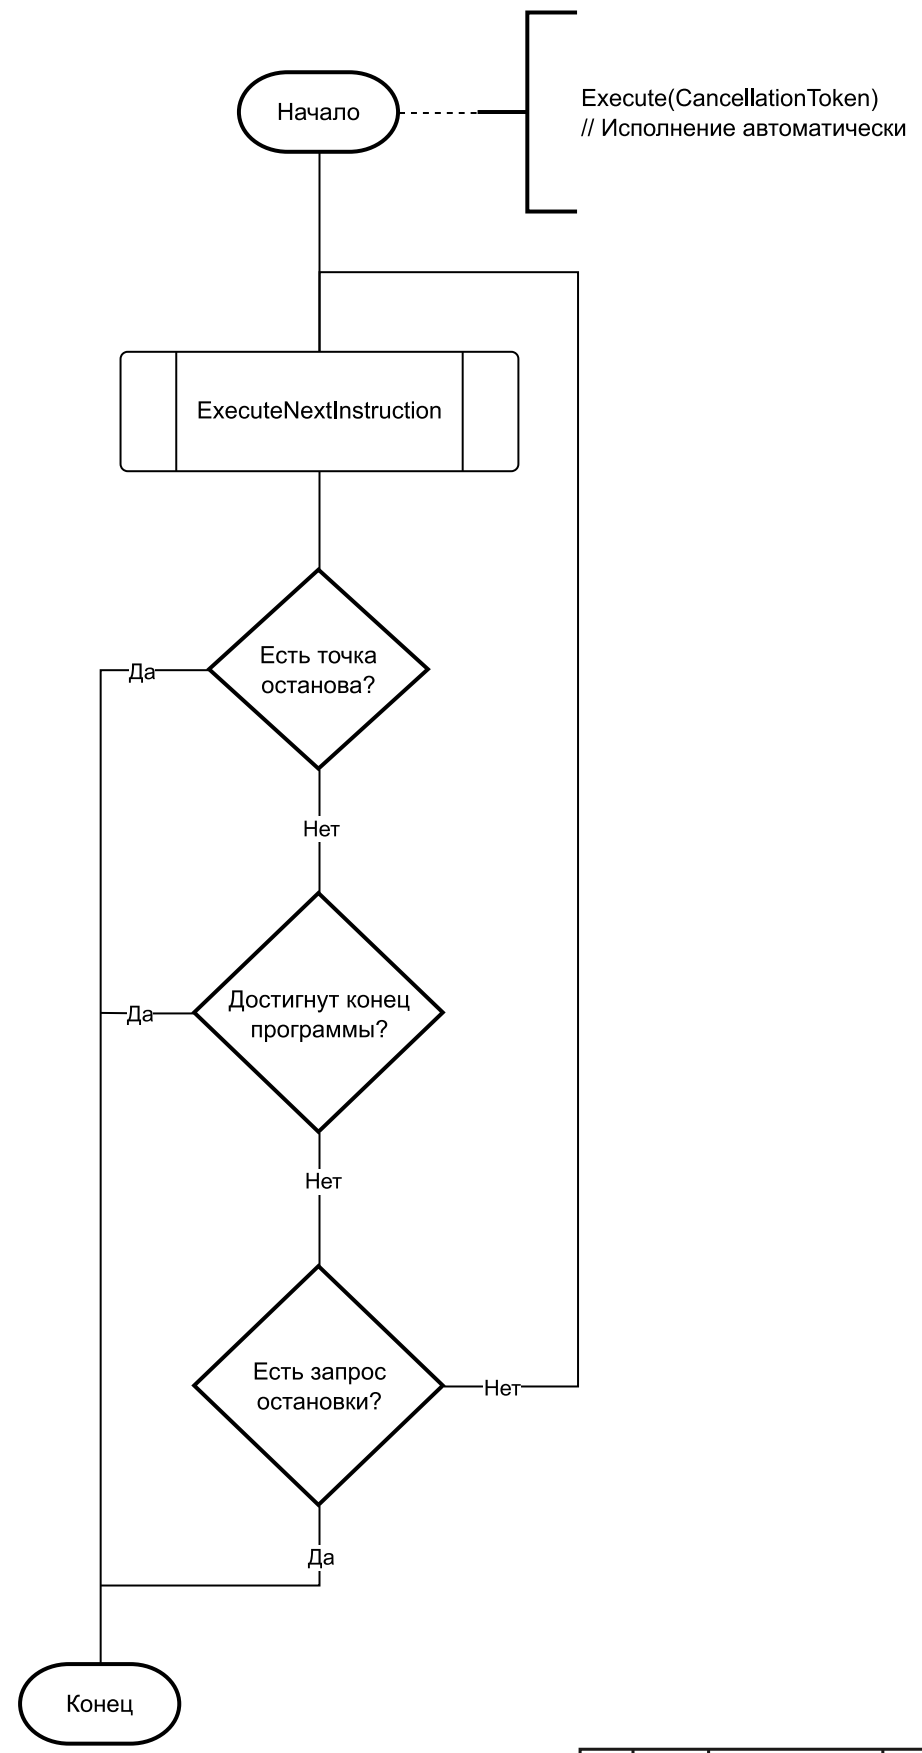 Начало
Execute(CancellationToken)
// Исполнение автоматически
ExecuteNextInstruction
Есть точка
останова?
Да
Нет
Достигнут конец
программы?
Да
Нет
Есть запрос
остановки?
Нет
Да
Конец